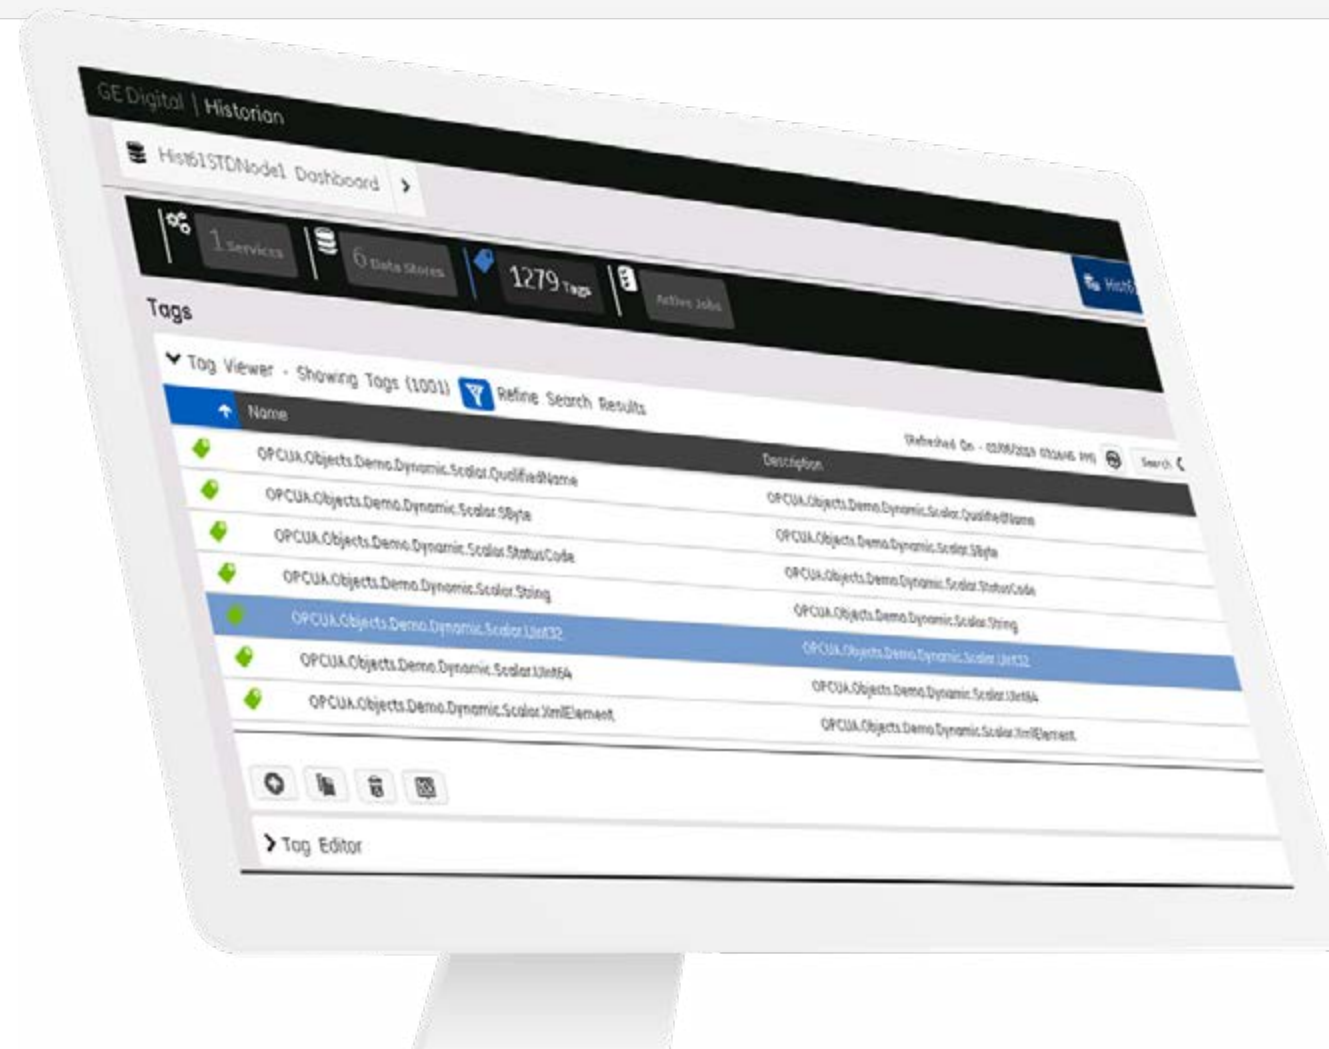 GE Digital | Historian
Hist61STDNode1 Dashboard
Hist6
1 Services
6 Data Stores
1279 Tags
Active Jobs
Tags
Tag Viewer - Showing Tags (1001) Refine Search Results
(Refreshed On - PM) Search
Name Description
OPCUA.Objects.Demo.Dynamic.Scalar.QualifiedName OPCUA.Objects.Demo.Dynamic.Scalar.QualifiedName
OPCUA.Objects.Demo.Dynamic.Scalar.SByte OPCUA.Objects.Demo.Dynamic.Scalar.SByte
OPCUA.Objects.Demo.Dynamic.Scalar.StatusCode OPCUA.Objects.Demo.Dynamic.Scalar.StatusCode
OPCUA.Objects.Demo.Dynamic.Scalar.String OPCUA.Objects.Demo.Dynamic.Scalar.String
OPCUA.Objects.Demo.Dynamic.Scalar.UInt32 OPCUA.Objects.Demo.Dynamic.Scalar.UInt32
OPCUA.Objects.Demo.Dynamic.Scalar.UInt64 OPCUA.Objects.Demo.Dynamic.Scalar.UInt64
OPCUA.Objects.Demo.Dynamic.Scalar.XmlElement OPCUA.Objects.Demo.Dynamic.Scalar.XmlElement
Tag Editor